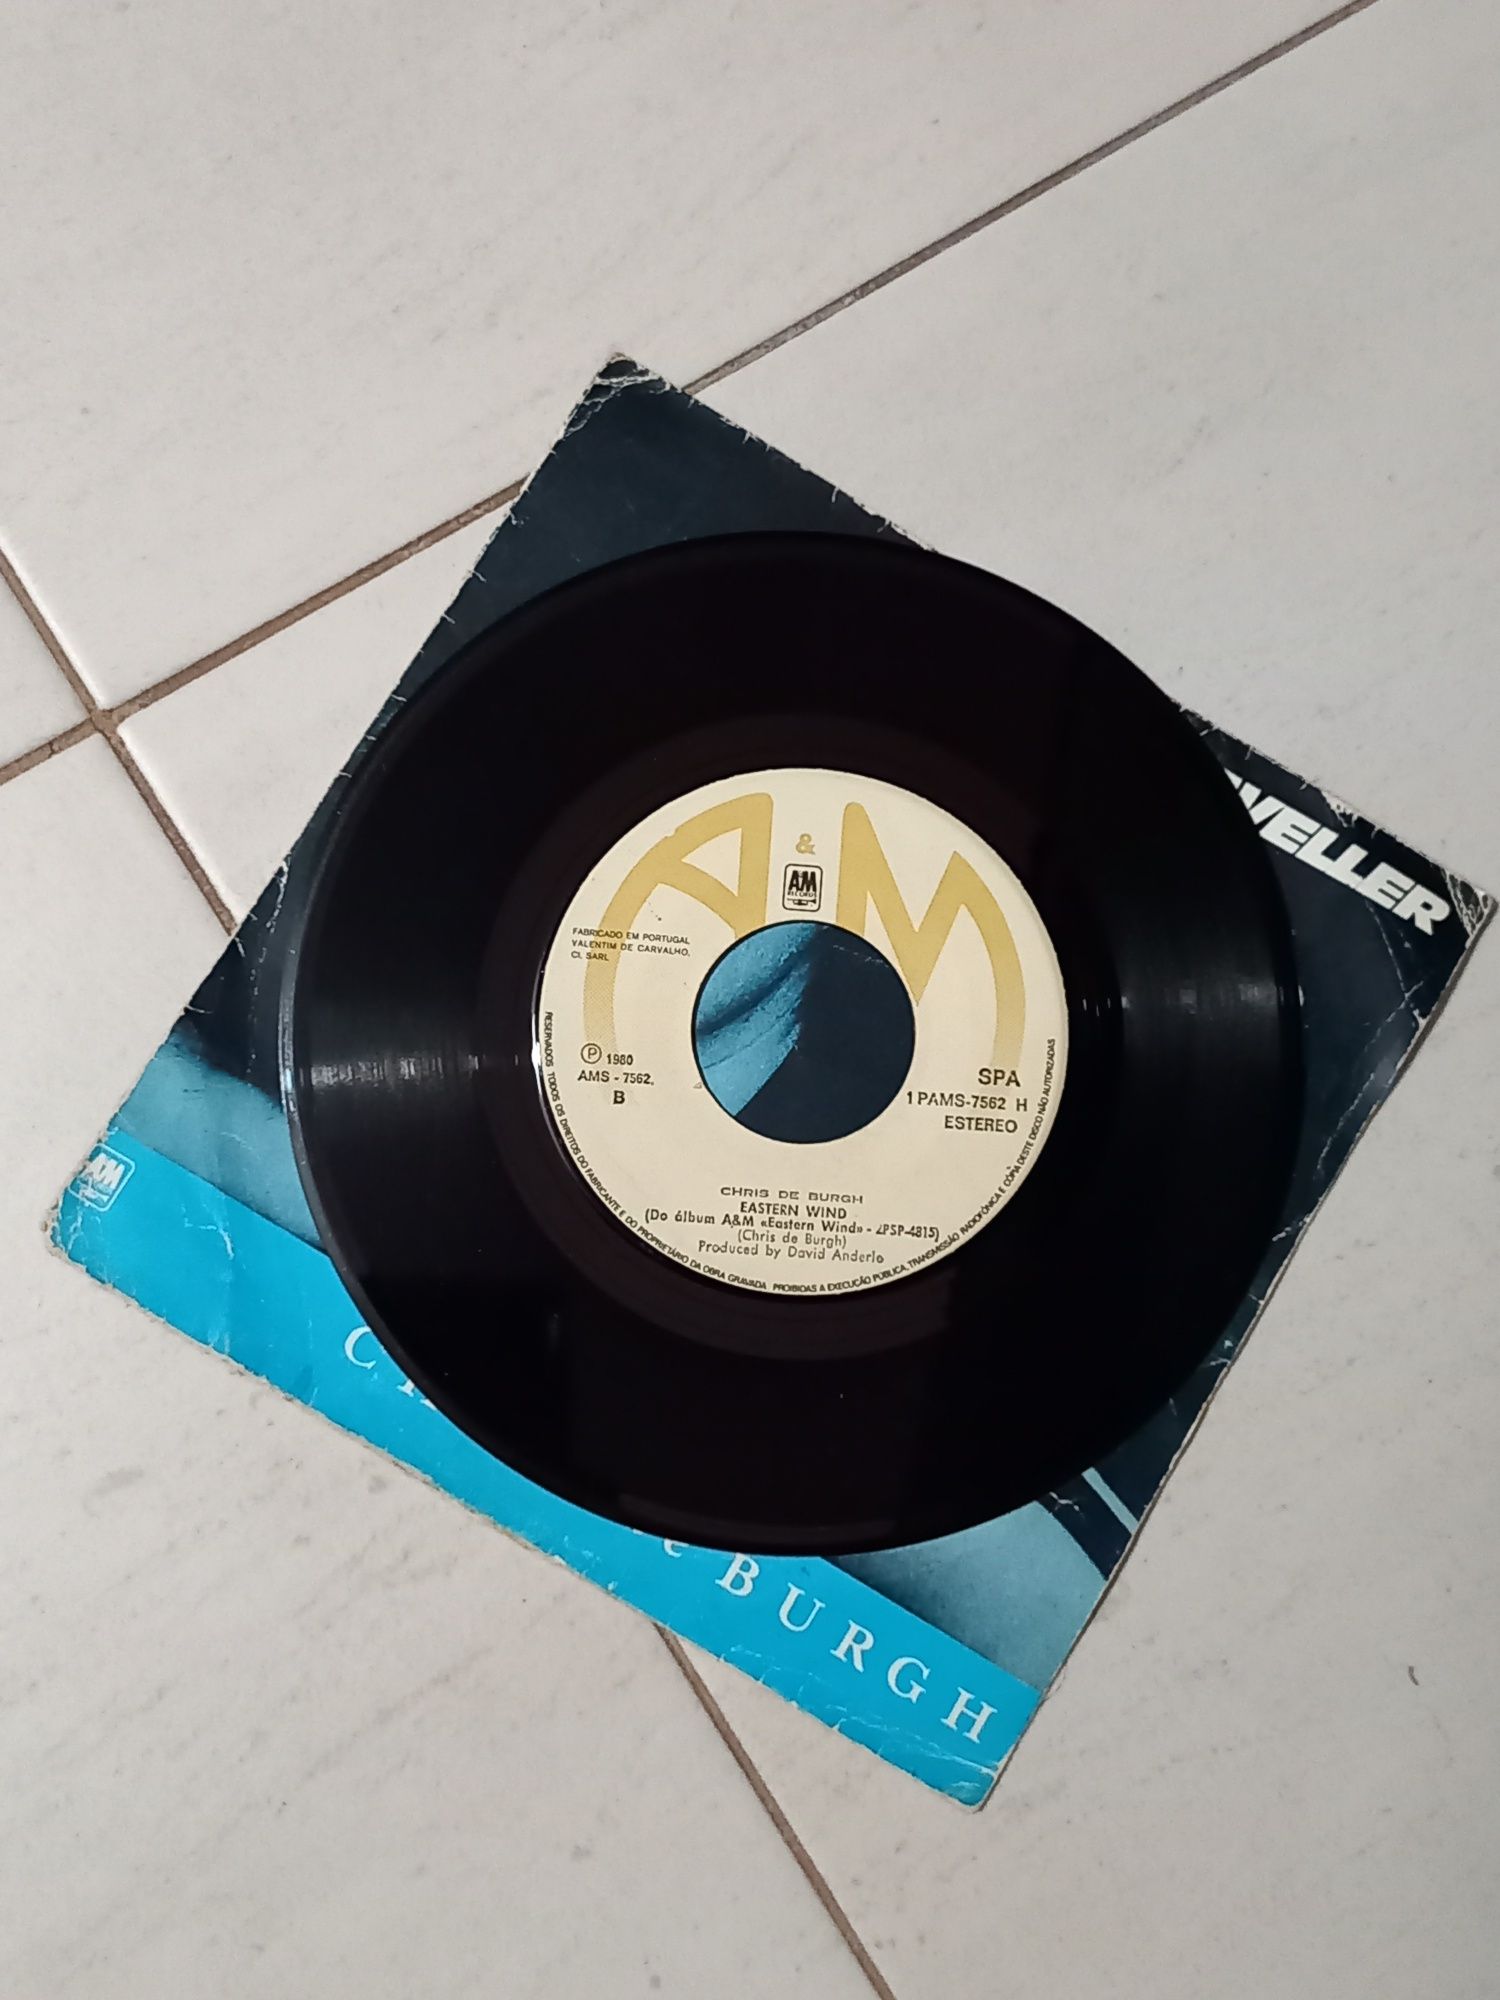 VELLER
A & M
A&M
RECORDS
FABRICADO EM PORTUGAL
VALENTIM DE CARVALHO,
CI. SARL
Ⓟ 1980
AMS - 7562.
B
SPA
1 PAMS-7562 H
ESTEREO
CHRIS DE BURGH
EASTERN WIND
(Do álbum A&M «Eastern Wind» - 2PSP-4815)
(Chris de Burgh)
Produced by David Anderle
RESERVADOS TODOS OS DIREITOS DO FABRICANTE E DO PROPRIETÁRIO DA OBRA GRAVADA PROIBIDAS A EXECUÇÃO PÚBLICA, TRANSMISSÃO RADIOFÓNICA E CÓPIA DESTE DISCO NÃO AUTORIZADAS
A&M
C e BURGH